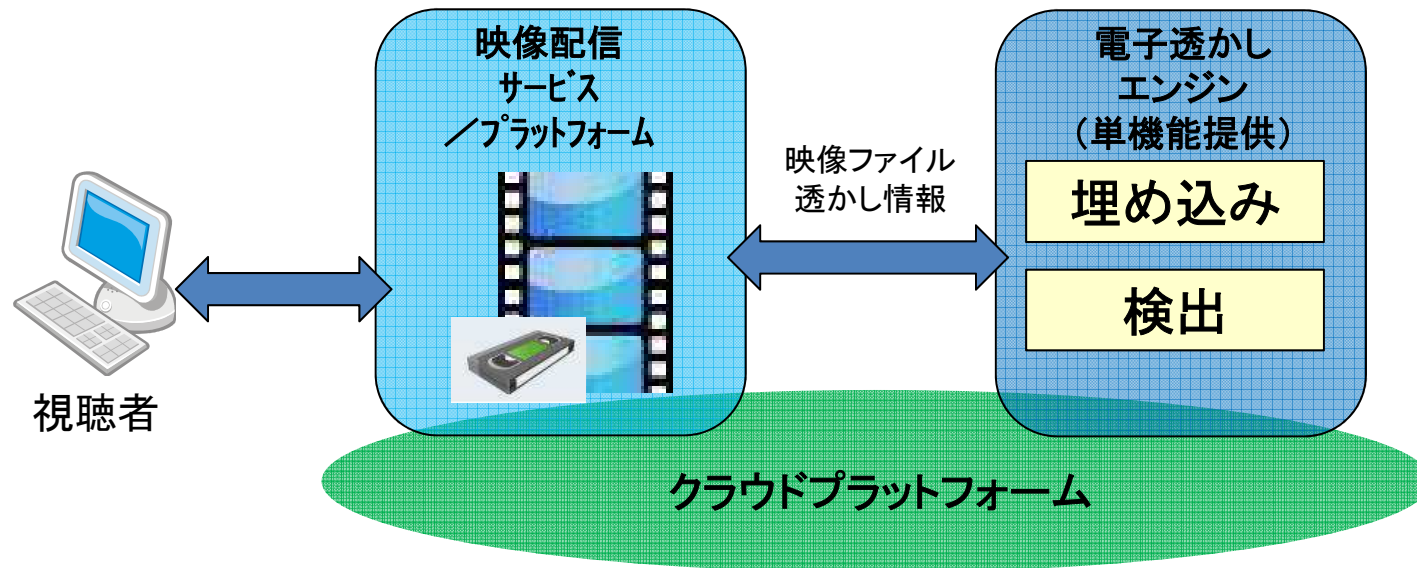 映像配信
サービス
／プラットフォーム
電子透かし
エンジン
（単機能提供）
映像ファイル
透かし情報
埋め込み
検出
視聴者
クラウドプラットフォーム